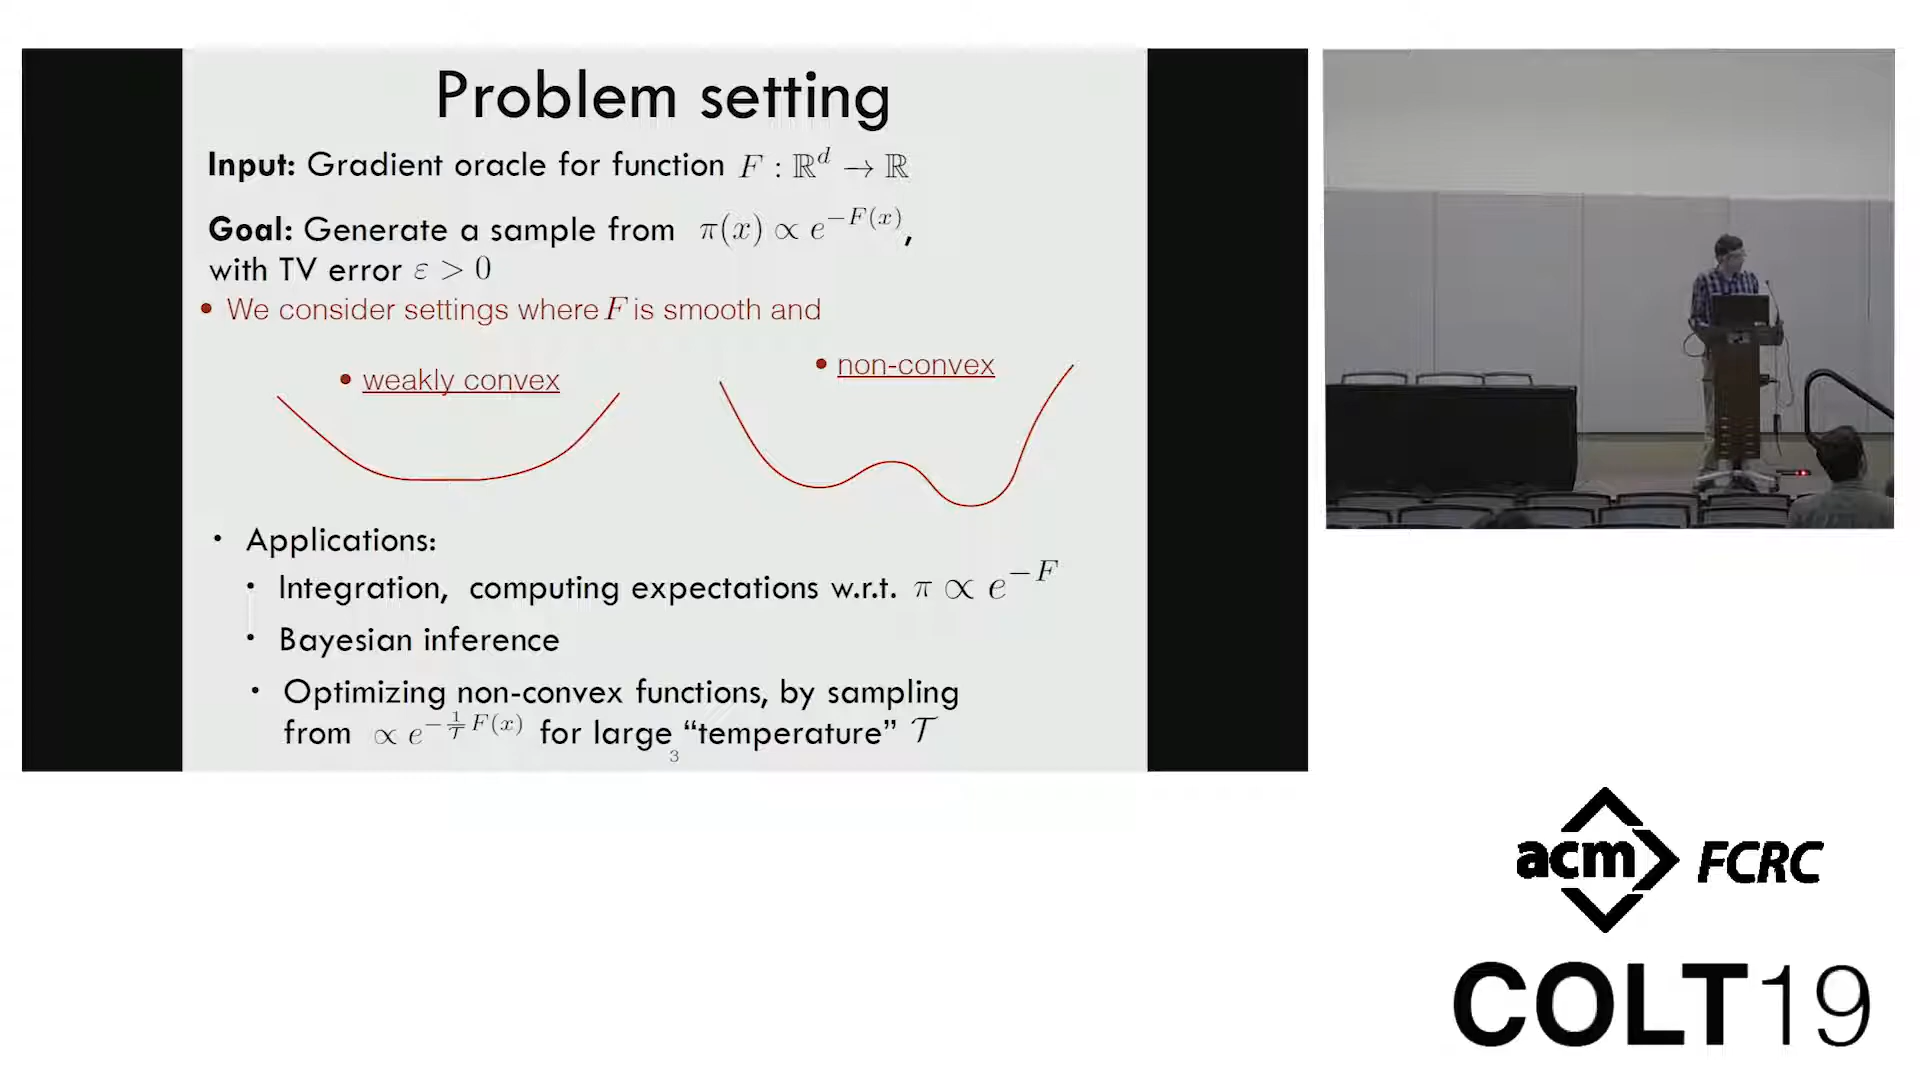 Problem setting
Input: Gradient oracle for function F : ℝ^d → ℝ
Goal: Generate a sample from π(x) ∝ e^{−F(x)},
with TV error ε > 0
• We consider settings where F is smooth and
• weakly convex
• non-convex
• Applications:
• Integration, computing expectations w.r.t. π ∝ e^{−F}
• Bayesian inference
• Optimizing non-convex functions, by sampling
from ∝ e^{−\frac{1}{𝒯}F(x)} for large “temperature” 𝒯
3
acm FCRC
COLT19